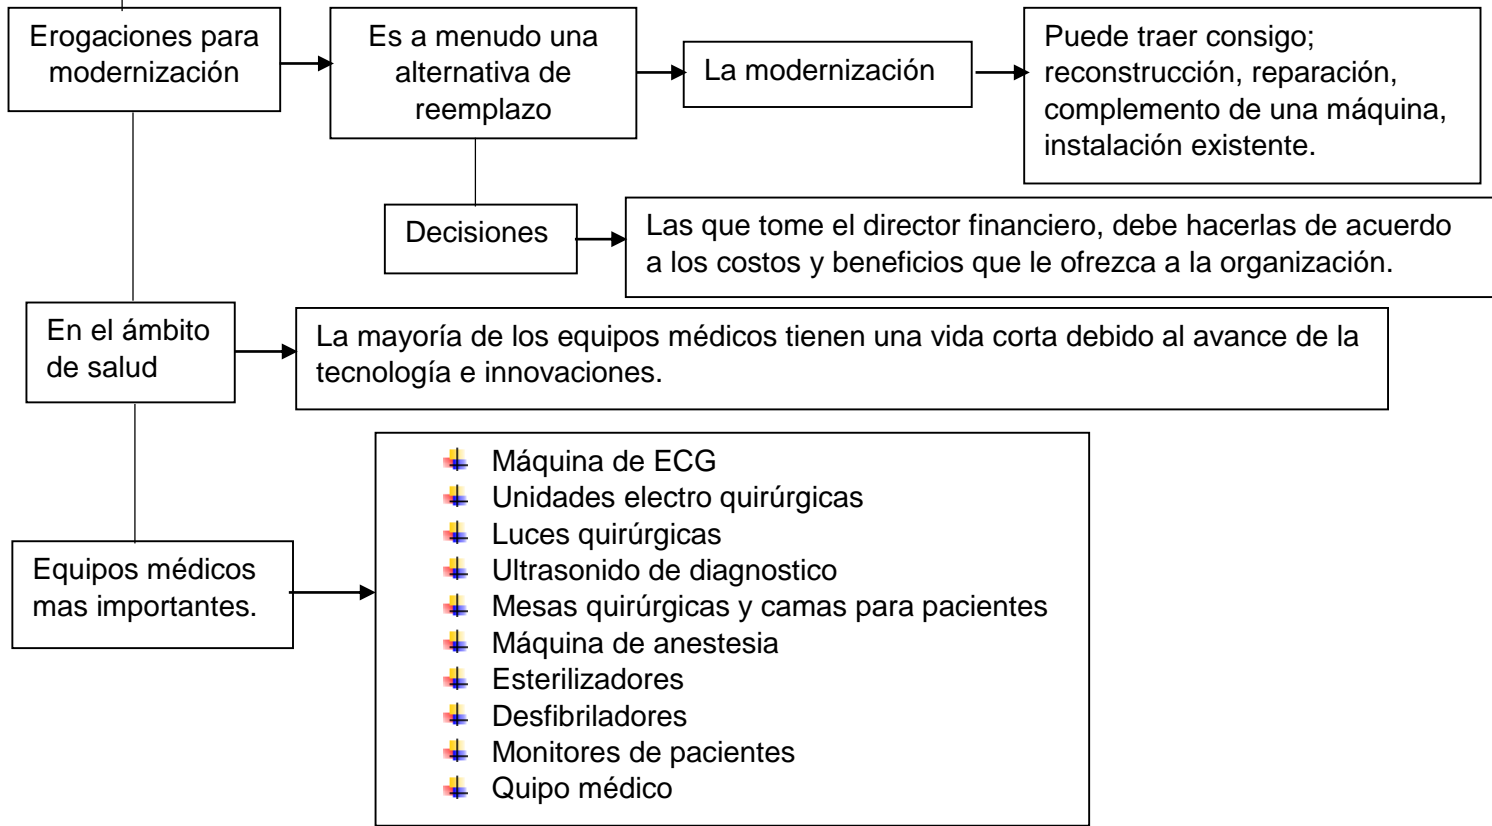 Erogaciones para
modernización
Es a menudo una
alternativa de
reemplazo
La modernización
Puede traer consigo;
reconstrucción, reparación,
complemento de una máquina,
instalación existente.
Decisiones
Las que tome el director financiero, debe hacerlas de acuerdo
a los costos y beneficios que le ofrezca a la organización.
En el ámbito
de salud
La mayoría de los equipos médicos tienen una vida corta debido al avance de la
tecnología e innovaciones.
Equipos médicos
mas importantes.
Máquina de ECG
Unidades electro quirúrgicas
Luces quirúrgicas
Ultrasonido de diagnostico
Mesas quirúrgicas y camas para pacientes
Máquina de anestesia
Esterilizadores
Desfibriladores
Monitores de pacientes
Quipo médico